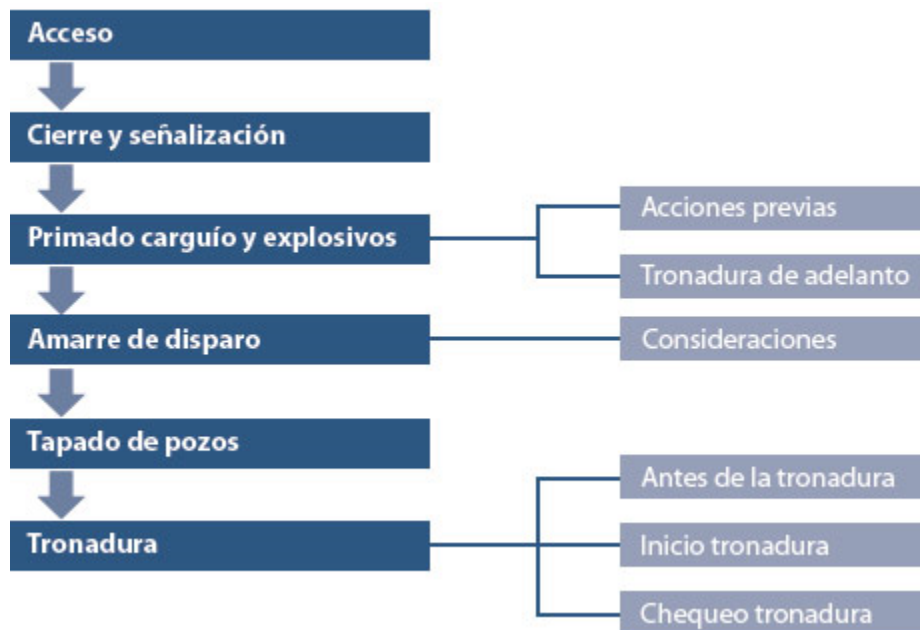 Acceso
Cierre y señalización
Primado carguío y explosivos
Acciones previas
Tronadura de adelanto
Amarre de disparo
Consideraciones
Tapado de pozos
Tronadura
Antes de la tronadura
Inicio tronadura
Chequeo tronadura